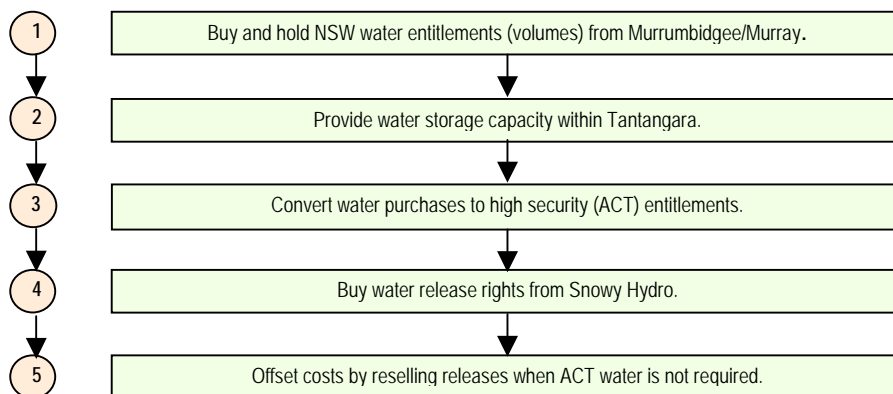 1 Buy and hold NSW water entitlements (volumes) from Murrumbidgee/Murray.
2 Provide water storage capacity within Tantangara.
3 Convert water purchases to high security (ACT) entitlements.
4 Buy water release rights from Snowy Hydro.
5 Offset costs by reselling releases when ACT water is not required.